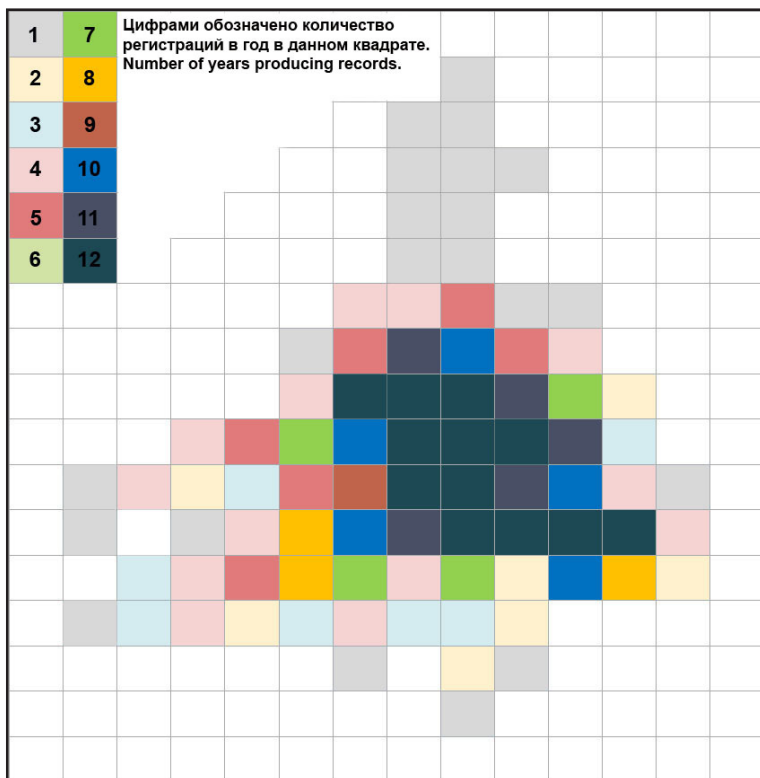 1 7 Цифрами обозначено количество
регистраций в год в данном квадрате.
2 8 Number of years producing records.
3 9
4 10
5 11
6 12